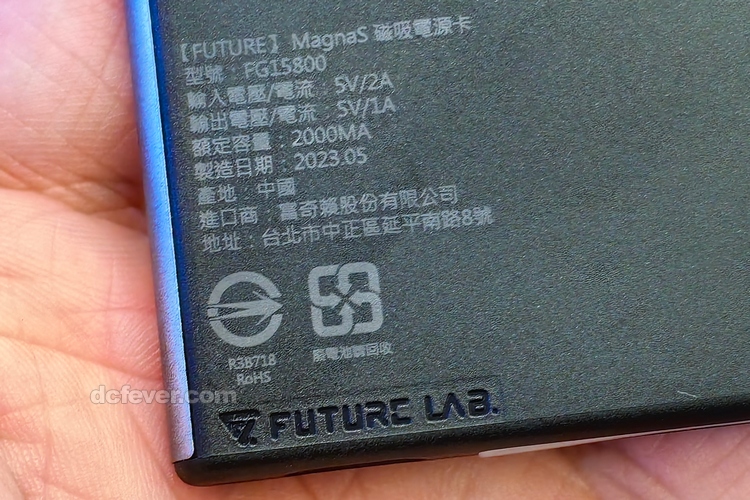 【FUTURE】 MagnaS 磁吸電源卡
型號：FG15800
輸入電壓/電流：5V/2A
輸出電壓/電流：5V/1A
額定容量：2000MA
製造日期：2023.05
產地：中國
進口商：富奇賴股份有限公司
地址：台北市中正區延平南路8號
R3B718
RoHS
廢電池請回收
dcfever.com
FUTURE LAB.